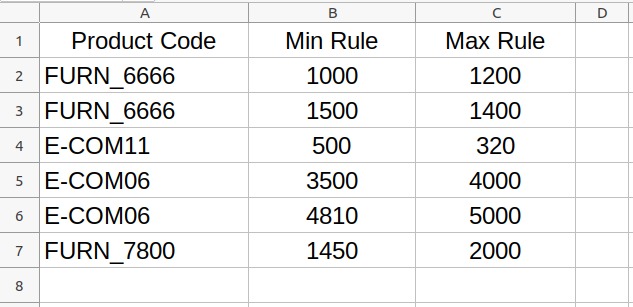 A B C D
1 Product Code Min Rule Max Rule
2 FURN_6666 1000 1200
3 FURN_6666 1500 1400
4 E-COM11 500 320
5 E-COM06 3500 4000
6 E-COM06 4810 5000
7 FURN_7800 1450 2000
8